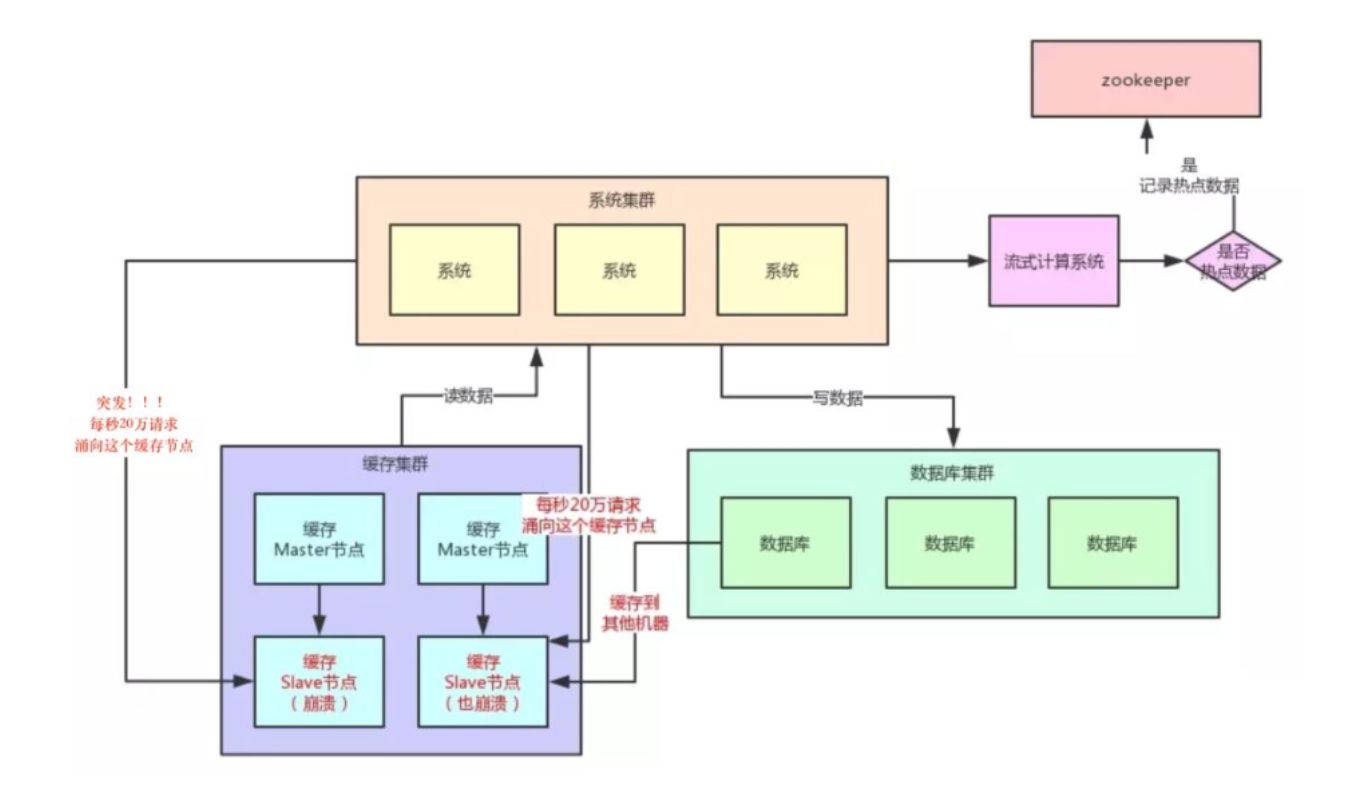 zookeeper
是
记录热点数据
系统集群
系统
系统
系统
流式计算系统
是否
热点数据
突发！！！
每秒20万请求
涌向这个缓存节点
读数据
写数据
缓存集群
数据库集群
缓存
Master节点
缓存
Master节点
每秒20万请求
涌向这个缓存节点
数据库
数据库
数据库
缓存到
其他机器
缓存
Slave节点
（崩溃）
缓存
Slave节点
（也崩溃）